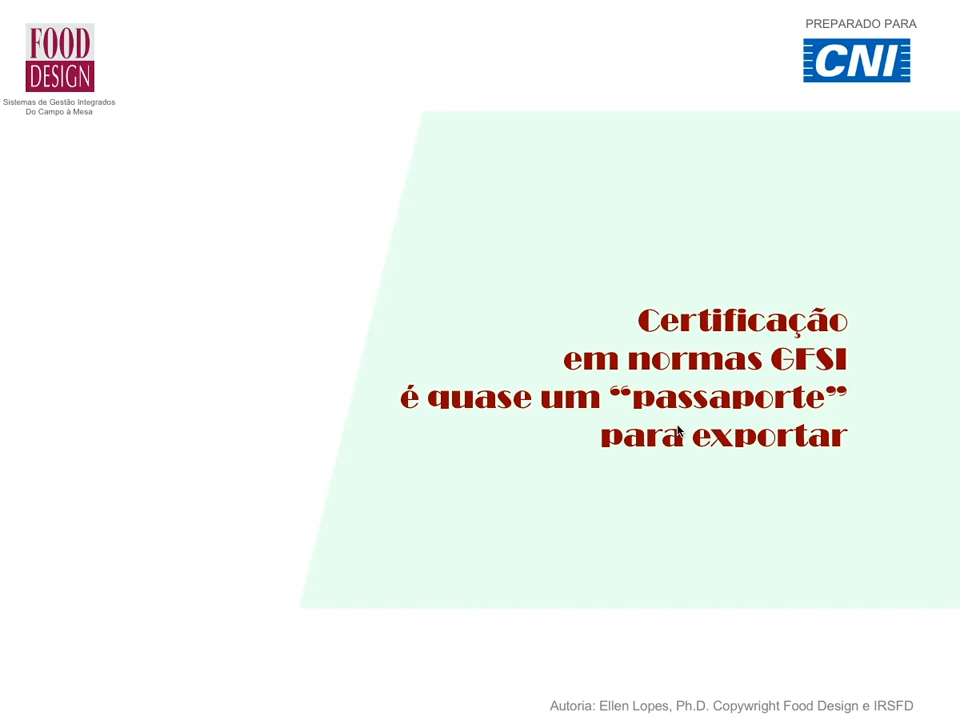 FOOD
DESIGN
Sistemas de Gestão Integrados
Do Campo à Mesa
PREPARADO PARA
CNI
Certificação
em normas GFSI
é quase um “passaporte”
para exportar
Autoria: Ellen Lopes, Ph.D. Copywright Food Design e IRSFD